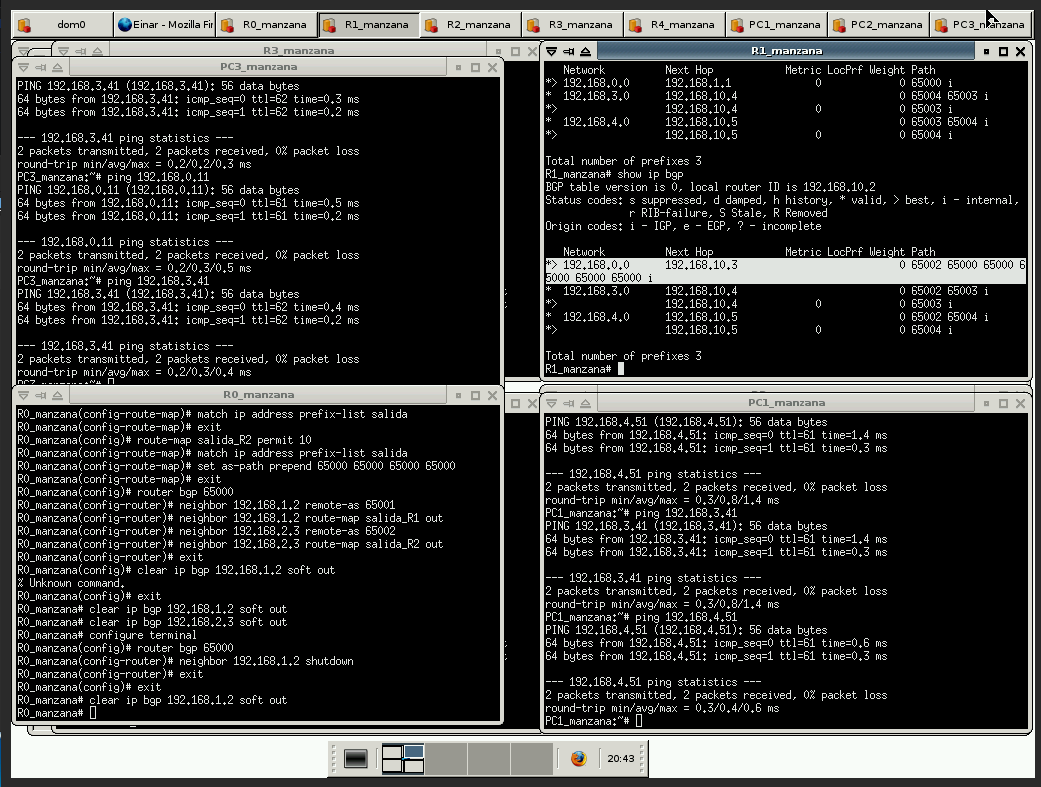 dom0
Einar - Mozilla Fir
R0_manzana
R1_manzana
R2_manzana
R3_manzana
R4_manzana
PC1_manzana
PC2_manzana
PC3_manzana
R3_manzana
PC3_manzana
PING 192.168.3.41 (192.168.3.41): 56 data bytes
64 bytes from 192.168.3.41: icmp_seq=0 ttl=62 time=0.3 ms
64 bytes from 192.168.3.41: icmp_seq=1 ttl=62 time=0.2 ms
--- 192.168.3.41 ping statistics ---
2 packets transmitted, 2 packets received, 0% packet loss
round-trip min/avg/max = 0.2/0.2/0.3 ms
PC3_manzana:~# ping 192.168.0.11
PING 192.168.0.11 (192.168.0.11): 56 data bytes
64 bytes from 192.168.0.11: icmp_seq=0 ttl=61 time=0.5 ms
64 bytes from 192.168.0.11: icmp_seq=1 ttl=61 time=0.2 ms
--- 192.168.0.11 ping statistics ---
2 packets transmitted, 2 packets received, 0% packet loss
round-trip min/avg/max = 0.2/0.3/0.5 ms
PC3_manzana:~# ping 192.168.3.41
PING 192.168.3.41 (192.168.3.41): 56 data bytes
64 bytes from 192.168.3.41: icmp_seq=0 ttl=62 time=0.4 ms
64 bytes from 192.168.3.41: icmp_seq=1 ttl=62 time=0.2 ms
--- 192.168.3.41 ping statistics ---
2 packets transmitted, 2 packets received, 0% packet loss
round-trip min/avg/max = 0.2/0.3/0.4 ms
PC3_manzana:~#
R1_manzana
Network Next Hop Metric LocPrf Weight Path
*> 192.168.0.0 192.168.1.1 0 0 65000 i
* 192.168.3.0 192.168.10.4 0 65004 65003 i
*> 192.168.10.4 0 0 65003 i
* 192.168.4.0 192.168.10.5 0 65003 65004 i
*> 192.168.10.5 0 0 65004 i
Total number of prefixes 3
R1_manzana# show ip bgp
BGP table version is 0, local router ID is 192.168.10.2
Status codes: s suppressed, d damped, h history, * valid, > best, i - internal,
r RIB-failure, S Stale, R Removed
Origin codes: i - IGP, e - EGP, ? - incomplete
Network Next Hop Metric LocPrf Weight Path
*> 192.168.0.0 192.168.10.3 0 65002 65000 65000 6
5000 65000 65000 i
* 192.168.3.0 192.168.10.4 0 65002 65003 i
*> 192.168.10.4 0 0 65003 i
* 192.168.4.0 192.168.10.5 0 65002 65004 i
*> 192.168.10.5 0 0 65004 i
Total number of prefixes 3
R1_manzana#
R0_manzana
R0_manzana(config-route-map)# match ip address prefix-list salida
R0_manzana(config-route-map)# exit
R0_manzana(config)# route-map salida_R2 permit 10
R0_manzana(config-route-map)# match ip address prefix-list salida
R0_manzana(config-route-map)# set as-path prepend 65000 65000 65000 65000
R0_manzana(config-route-map)# exit
R0_manzana(config)# router bgp 65000
R0_manzana(config-router)# neighbor 192.168.1.2 remote-as 65001
R0_manzana(config-router)# neighbor 192.168.1.2 route-map salida_R1 out
R0_manzana(config-router)# neighbor 192.168.2.3 remote-as 65002
R0_manzana(config-router)# neighbor 192.168.2.3 route-map salida_R2 out
R0_manzana(config-router)# exit
R0_manzana(config)# clear ip bgp 192.168.1.2 soft out
% Unknown command.
R0_manzana(config)# exit
R0_manzana# clear ip bgp 192.168.1.2 soft out
R0_manzana# clear ip bgp 192.168.2.3 soft out
R0_manzana# configure terminal
R0_manzana(config)# router bgp 65000
R0_manzana(config-router)# neighbor 192.168.1.2 shutdown
R0_manzana(config-router)# exit
R0_manzana(config)# exit
R0_manzana# clear ip bgp 192.168.1.2 soft out
R0_manzana#
PC1_manzana
PING 192.168.4.51 (192.168.4.51): 56 data bytes
64 bytes from 192.168.4.51: icmp_seq=0 ttl=61 time=1.4 ms
64 bytes from 192.168.4.51: icmp_seq=1 ttl=61 time=0.3 ms
--- 192.168.4.51 ping statistics ---
2 packets transmitted, 2 packets received, 0% packet loss
round-trip min/avg/max = 0.3/0.8/1.4 ms
PC1_manzana:~# ping 192.168.3.41
PING 192.168.3.41 (192.168.3.41): 56 data bytes
64 bytes from 192.168.3.41: icmp_seq=0 ttl=61 time=1.4 ms
64 bytes from 192.168.3.41: icmp_seq=1 ttl=61 time=0.3 ms
--- 192.168.3.41 ping statistics ---
2 packets transmitted, 2 packets received, 0% packet loss
round-trip min/avg/max = 0.3/0.8/1.4 ms
PC1_manzana:~# ping 192.168.4.51
PING 192.168.4.51 (192.168.4.51): 56 data bytes
64 bytes from 192.168.4.51: icmp_seq=0 ttl=61 time=0.6 ms
64 bytes from 192.168.4.51: icmp_seq=1 ttl=61 time=0.3 ms
--- 192.168.4.51 ping statistics ---
2 packets transmitted, 2 packets received, 0% packet loss
round-trip min/avg/max = 0.3/0.4/0.6 ms
PC1_manzana:~#
20:43